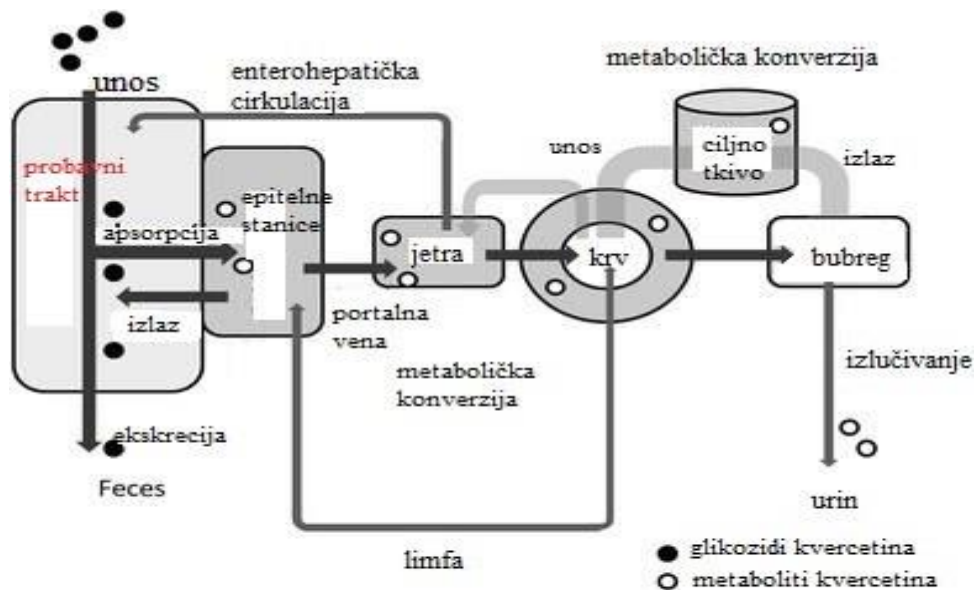 unos
probavni
trakt
apsorpcija
izlaz
ekskrecija
Feces
enterohepatička
cirkulacija
epitelne
stanice
portalna
vena
jetra
metabolička
konverzija
limfa
unos
krv
metabolička konverzija
ciljno
tkivo
izlaz
bubreg
izlučivanje
urin
glikozidi kvercetina
metaboliti kvercetina